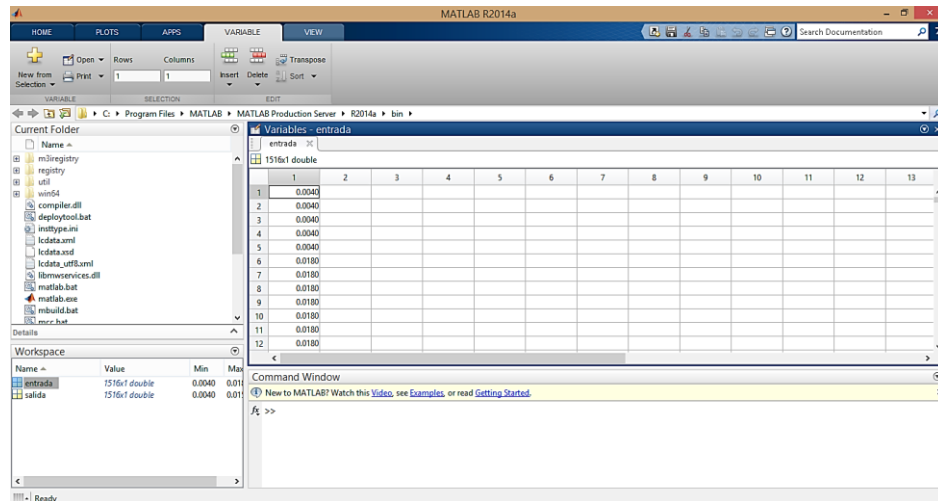 MATLAB R2014a
HOME PLOTS APPS VARIABLE VIEW Search Documentation
New from Selection Open Print Rows Columns 1 1 Insert Delete Transpose Sort
VARIABLE SELECTION EDIT
C: Program Files MATLAB MATLAB Production Server R2014a bin
Current Folder
Name
m3iregistry
registry
util
win64
compiler.dll
deploytool.bat
insttype.ini
lcdata.xml
lcdata.xsd
lcdata_utf8.xml
libmwservices.dll
matlab.bat
matlab.exe
mbuild.bat
mcc.bat
Details
Workspace
Name Value Min Max
entrada 1516x1 double 0.0040
salida 1516x1 double 0.0040
Variables - entrada
entrada
1516x1 double
1 2 3 4 5 6 7 8 9 10 11 12 13
1 0.0040
2 0.0040
3 0.0040
4 0.0040
5 0.0040
6 0.0180
7 0.0180
8 0.0180
9 0.0180
10 0.0180
11 0.0180
12 0.0180
Command Window
New to MATLAB? Watch this Video, see Examples, or read Getting Started.
fx >>
Ready